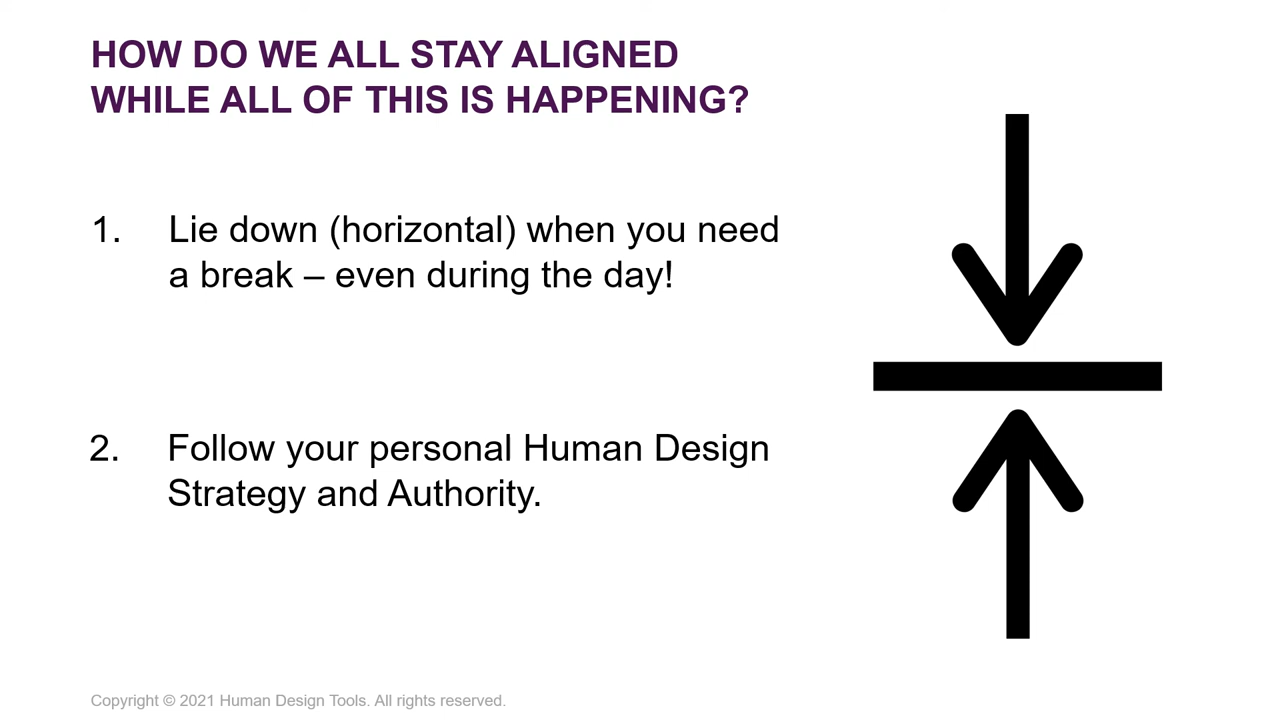 HOW DO WE ALL STAY ALIGNED
WHILE ALL OF THIS IS HAPPENING?
1. Lie down (horizontal) when you need
a break – even during the day!
2. Follow your personal Human Design
Strategy and Authority.
Copyright © 2021 Human Design Tools. All rights reserved.